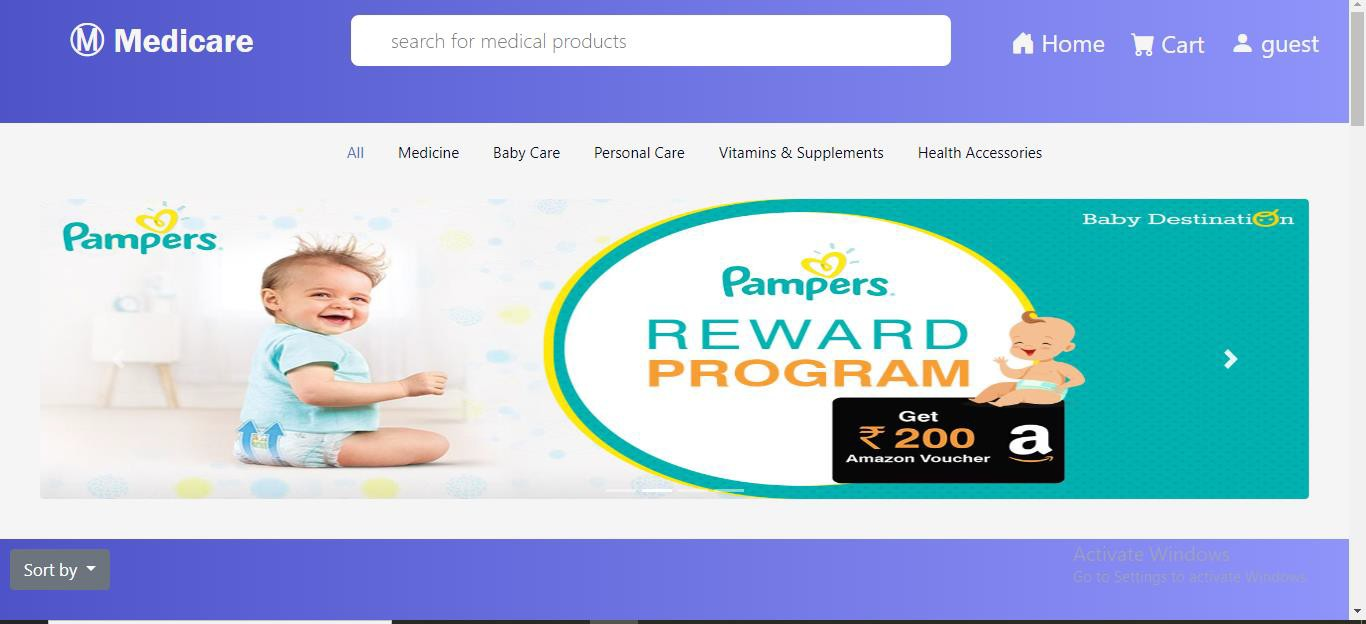 M Medicare
search for medical products
Home Cart guest
All Medicine Baby Care Personal Care Vitamins & Supplements Health Accessories
Pampers
Baby Destination
Pampers
REWARD
PROGRAM
Get
₹ 200
Amazon Voucher
a
Sort by
Activate Windows
Go to Settings to activate Windows.